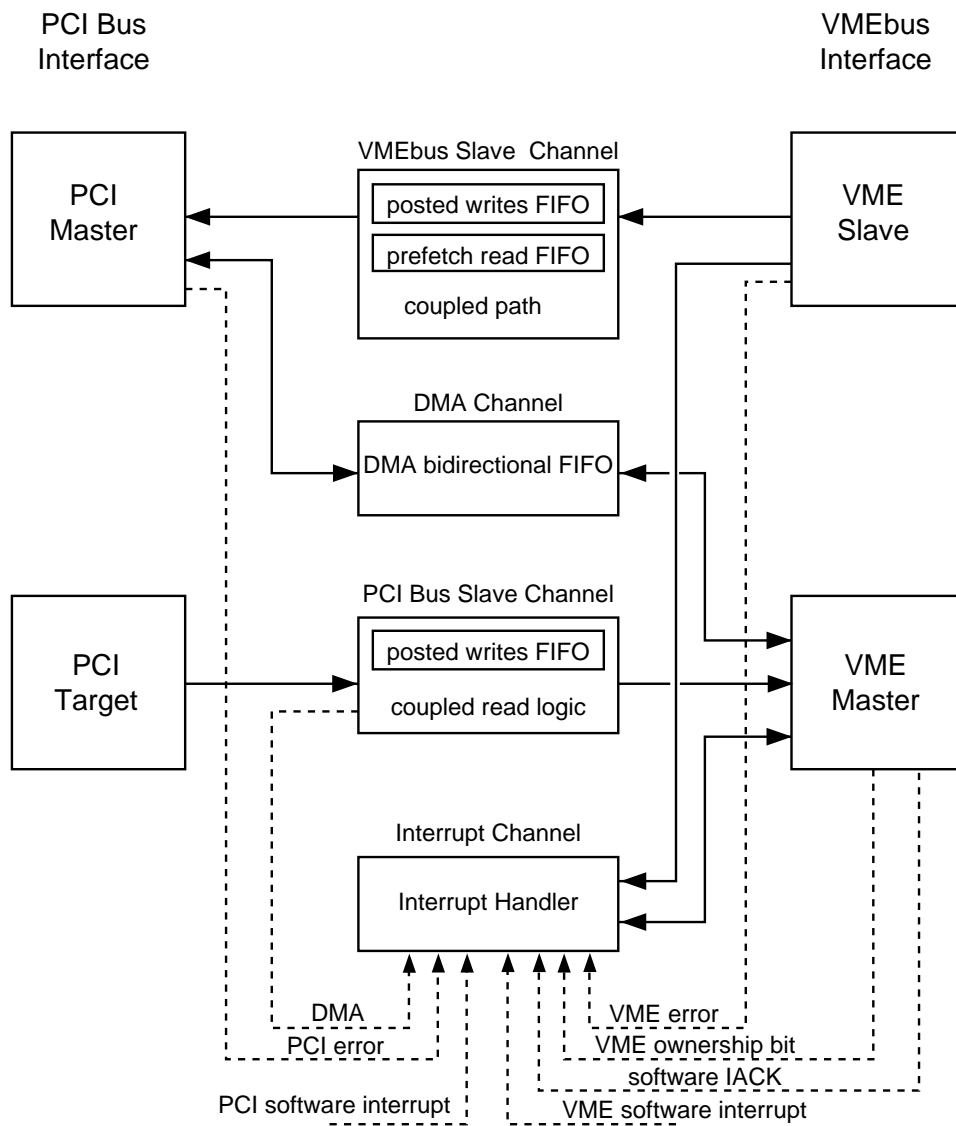 PCI Bus
Interface
VMEbus
Interface
VMEbus Slave Channel
PCI
Master
posted writes FIFO
prefetch read FIFO
coupled path
VME
Slave
DMA Channel
DMA bidirectional FIFO
PCI Bus Slave Channel
PCI
Target
posted writes FIFO
coupled read logic
VME
Master
Interrupt Channel
Interrupt Handler
DMA
VME error
PCI error
VME ownership bit
software IACK
PCI software interrupt
VME software interrupt